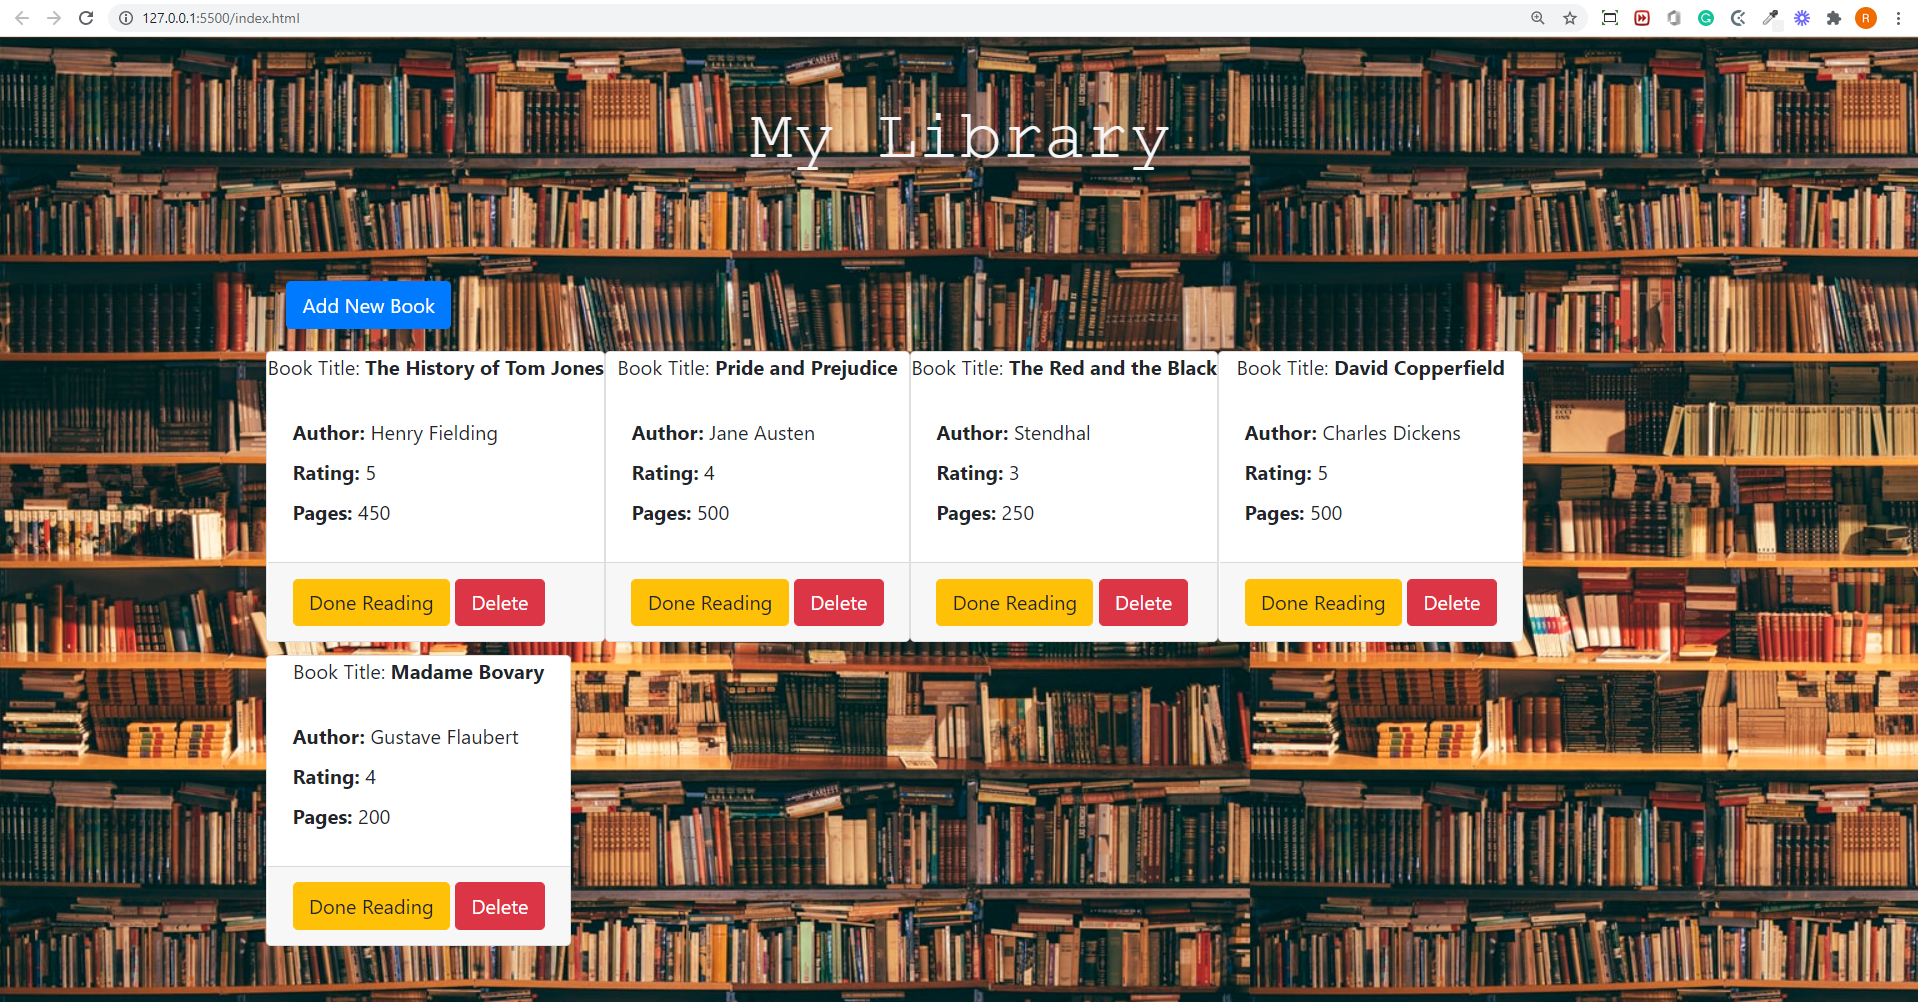 127.0.0.1:5500/index.html
R
My Library
Add New Book
Book Title: The History of Tom Jones
Author: Henry Fielding
Rating: 5
Pages: 450
Done Reading Delete
Book Title: Pride and Prejudice
Author: Jane Austen
Rating: 4
Pages: 500
Done Reading Delete
Book Title: The Red and the Black
Author: Stendhal
Rating: 3
Pages: 250
Done Reading Delete
Book Title: David Copperfield
Author: Charles Dickens
Rating: 5
Pages: 500
Done Reading Delete
Book Title: Madame Bovary
Author: Gustave Flaubert
Rating: 4
Pages: 200
Done Reading Delete